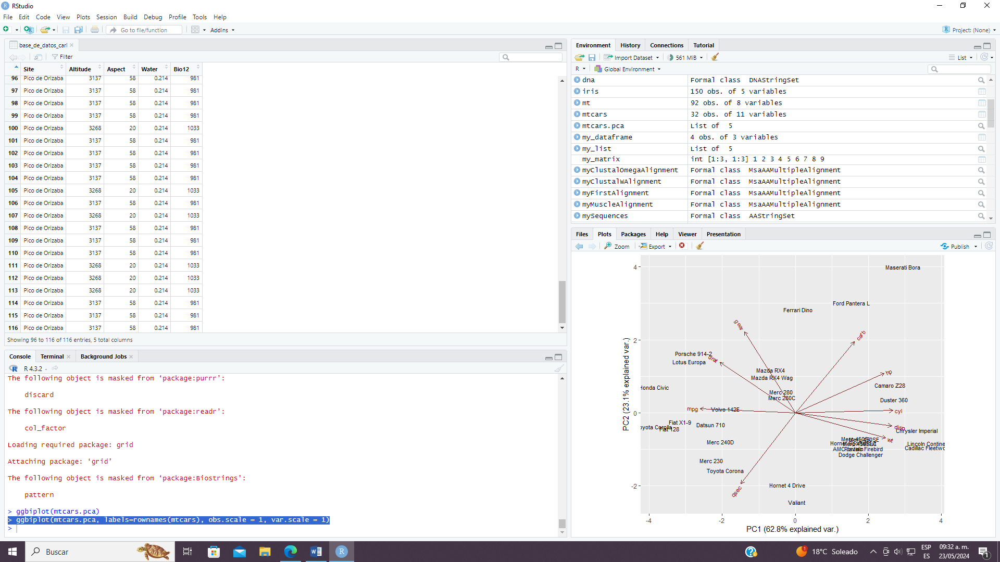 RStudio
File Edit Code View Plots Session Build Debug Profile Tools Help
Go to file/function Addins Project: (None)
base_de_datos_cari
Filter
Site Altitude Aspect Water Bio12
96 Pico de Orizaba 3137 58 0.214 981
97 Pico de Orizaba 3137 58 0.214 981
98 Pico de Orizaba 3137 58 0.214 981
99 Pico de Orizaba 3137 58 0.214 981
100 Pico de Orizaba 3268 20 0.214 1033
101 Pico de Orizaba 3137 58 0.214 981
102 Pico de Orizaba 3137 58 0.214 981
103 Pico de Orizaba 3137 58 0.214 981
104 Pico de Orizaba 3137 58 0.214 981
105 Pico de Orizaba 3268 20 0.214 1033
106 Pico de Orizaba 3137 58 0.214 981
107 Pico de Orizaba 3268 20 0.214 1033
108 Pico de Orizaba 3137 58 0.214 981
109 Pico de Orizaba 3137 58 0.214 981
110 Pico de Orizaba 3137 58 0.214 981
111 Pico de Orizaba 3268 20 0.214 1033
112 Pico de Orizaba 3268 20 0.214 1033
113 Pico de Orizaba 3268 20 0.214 1033
114 Pico de Orizaba 3137 58 0.214 981
115 Pico de Orizaba 3137 58 0.214 981
116 Pico de Orizaba 3137 58 0.214 981
Showing 96 to 116 of 116 entries, 5 total columns
Console Terminal Background Jobs
R 4.3.2 ·
The following object is masked from ‘package:purrr’:
discard
The following object is masked from ‘package:readr’:
col_factor
Loading required package: grid
Attaching package: ‘grid’
The following object is masked from ‘package:Biostrings’:
pattern
> ggbiplot(mtcars.pca)
> ggbiplot(mtcars.pca, labels=rownames(mtcars), obs.scale = 1, var.scale = 1)
>
Environment History Connections Tutorial
Import Dataset 561 MiB List
R Global Environment
dna Formal class DNAStringSet
iris 150 obs. of 5 variables
mt 92 obs. of 8 variables
mtcars 32 obs. of 11 variables
mtcars.pca List of 5
my_dataframe 4 obs. of 3 variables
my_list List of 5
my_matrix int [1:3, 1:3] 1 2 3 4 5 6 7 8 9
myClustalOmegaAlignment Formal class MsaAAMultipleAlignment
myClustalWAlignment Formal class MsaAAMultipleAlignment
myFirstAlignment Formal class MsaAAMultipleAlignment
myMuscleAlignment Formal class MsaAAMultipleAlignment
mySequences Formal class AAStringSet
Files Plots Packages Help Viewer Presentation
Zoom Export Publish
4
Maserati Bora
Ford Pantera L
Ferrari Dino
gear
carb
2
Porsche 914-2
drat
Lotus Europa
Mazda RX4
hp
Mazda RX4 Wag
Honda Civic
Camaro Z28
Merc 280
Merc 280C
Duster 360
mpg
Volvo 142E
cyl
0
Fiat X1-9
Datsun 710
oyota Corolla
Fiat 128
disp
Chrysler Imperial
wt
Merc 240D
Lincoln Contine
Cadillac Fleetwo
Dodge Challenger
Merc 230
Toyota Corona
-2
qsec
Hornet 4 Drive
Valiant
-4 -2 0 2 4
PC1 (62.8% explained var.)
PC2 (23.1% explained var.)
Buscar
18°C Soleado
ESP
ES
09:32 a. m.
23/05/2024